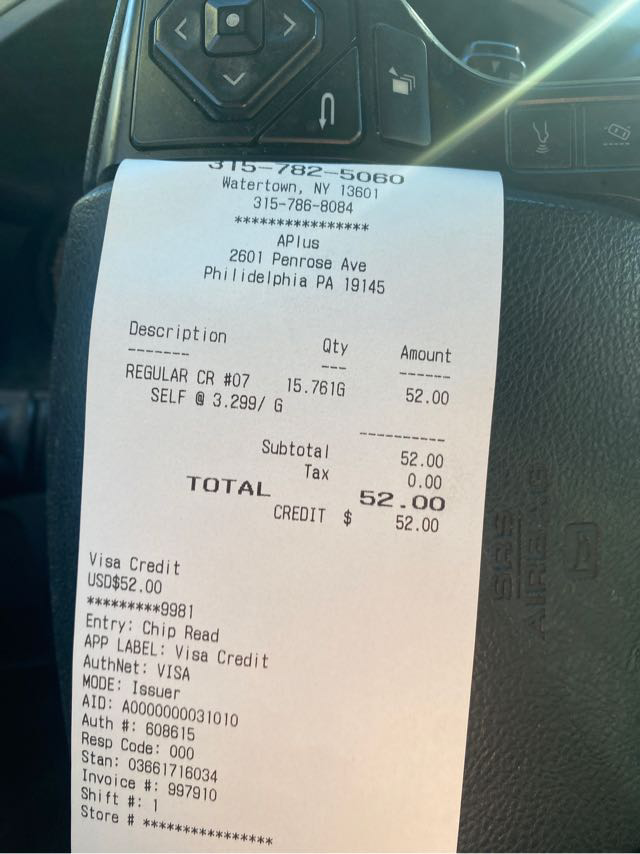 315-782-5060
Watertown, NY 13601
315-786-8084
****************
APlus
2601 Penrose Ave
Philidelphia PA 19145
Description Qty Amount
------- --- ------
REGULAR CR #07 15.761G 52.00
SELF @ 3.299/ G
----------
Subtotal 52.00
Tax 0.00
TOTAL 52.00
CREDIT $ 52.00
Visa Credit
USD$52.00
*********9981
Entry: Chip Read
APP LABEL: Visa Credit
AuthNet: VISA
MODE: Issuer
AID: A0000000031010
Auth #: 608615
Resp Code: 000
Stan: 03661716034
Invoice #: 997910
Shift #: 1
Store # ****************
SRS
AIRBAG